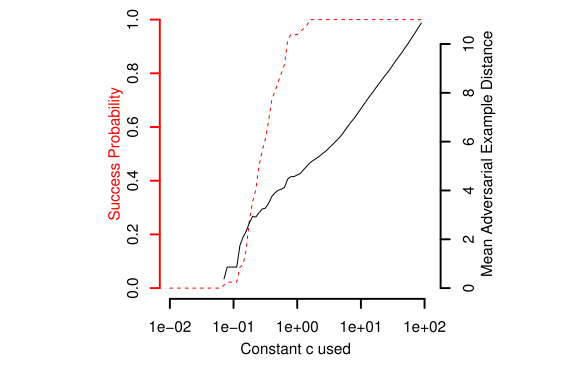 Success Probability
0.0 0.2 0.4 0.6 0.8 1.0
0 2 4 6 8 10
Mean Adversarial Example Distance
1e−02 1e−01 1e+00 1e+01 1e+02
Constant c used